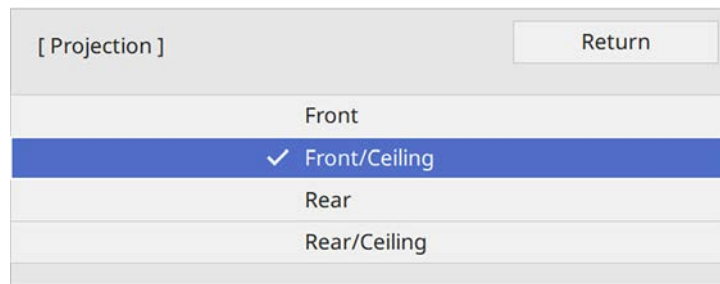 [ Projection ]
Return
Front
Front/Ceiling
Rear
Rear/Ceiling